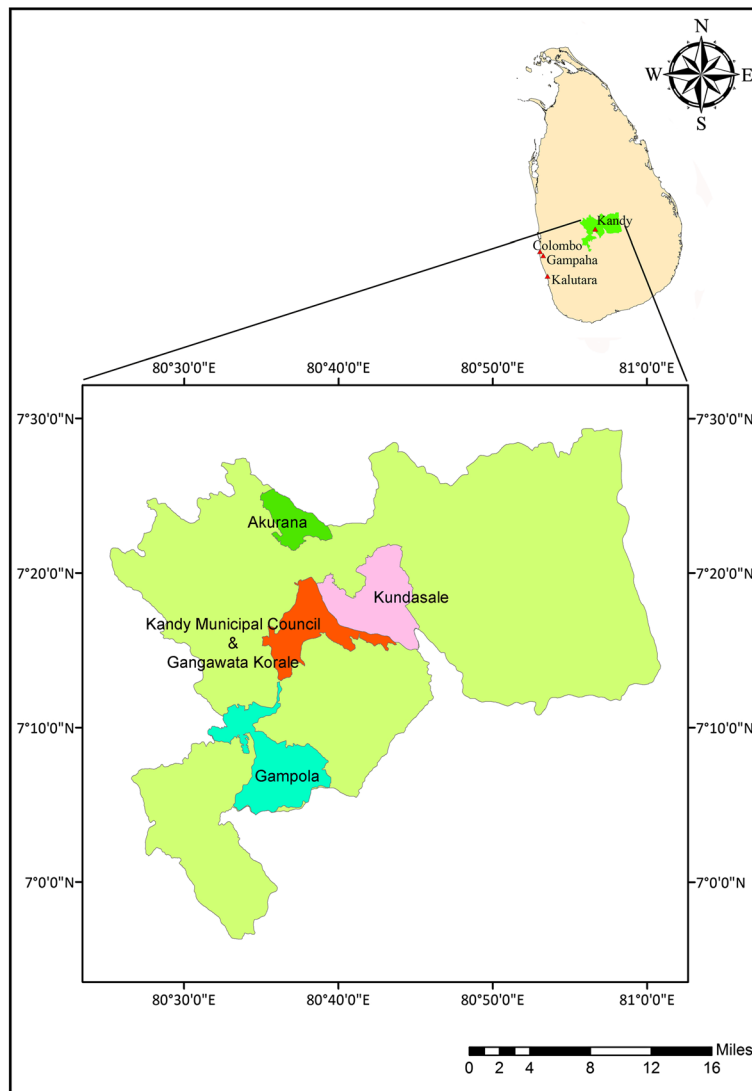 N
W E
S
Kandy
Colombo
Gampaha
Kalutara
80°30'0"E 80°40'0"E 80°50'0"E 81°0'0"E
7°30'0"N 7°30'0"N
Akurana
7°20'0"N 7°20'0"N
Kundasale
Kandy Municipal Council
&
Gangawata Korale
7°10'0"N 7°10'0"N
Gampola
7°0'0"N 7°0'0"N
80°30'0"E 80°40'0"E 80°50'0"E 81°0'0"E
Miles
0 2 4 8 12 16